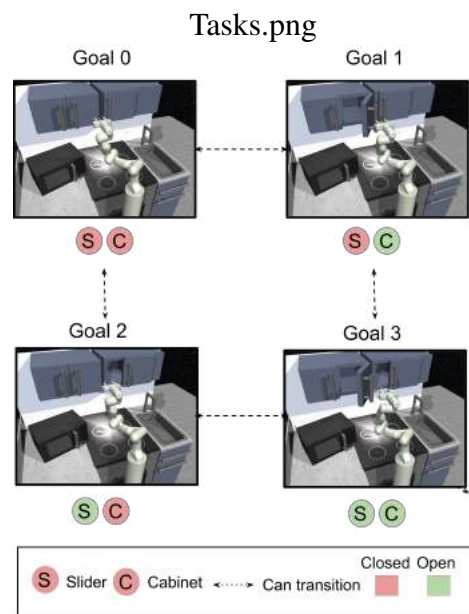 Tasks.png
Goal 0 Goal 1
S C S C
Goal 2 Goal 3
S C S C
Closed Open
S Slider C Cabinet Can transition